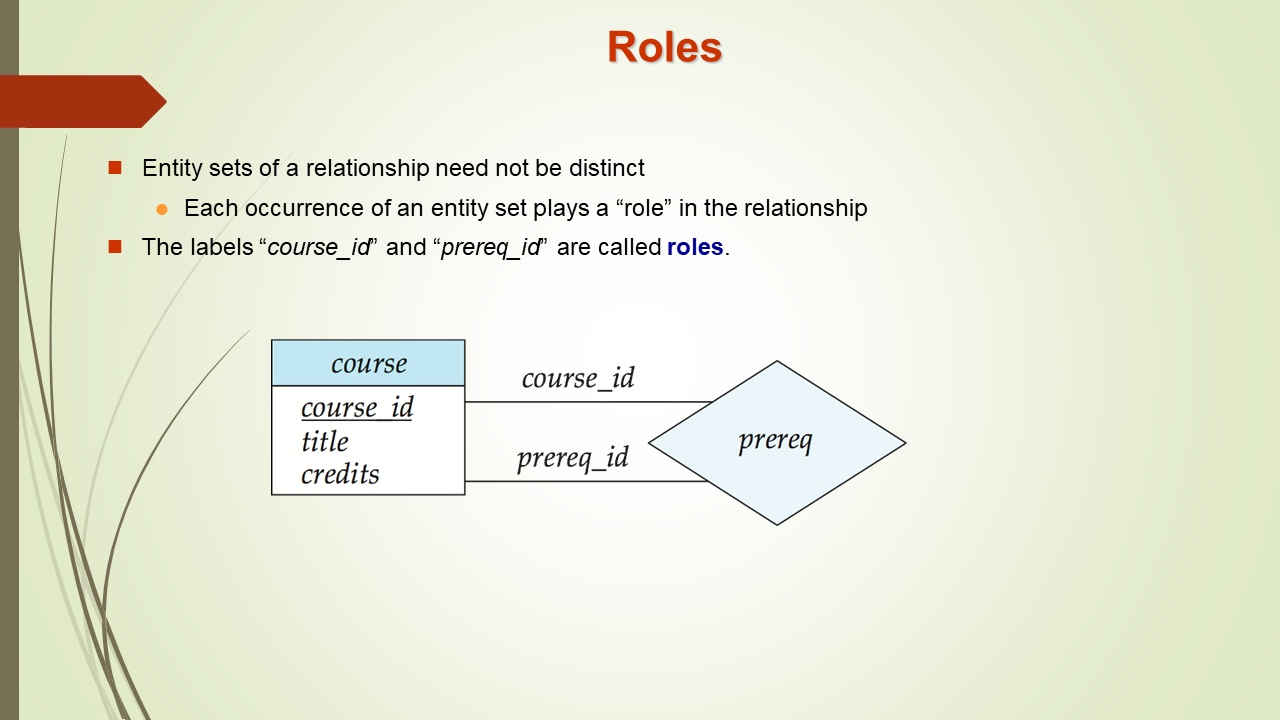 Roles
Entity sets of a relationship need not be distinct
Each occurrence of an entity set plays a “role” in the relationship
The labels “course_id” and “prereq_id” are called roles.
course
course_id
title
credits
course_id
prereq_id
prereq